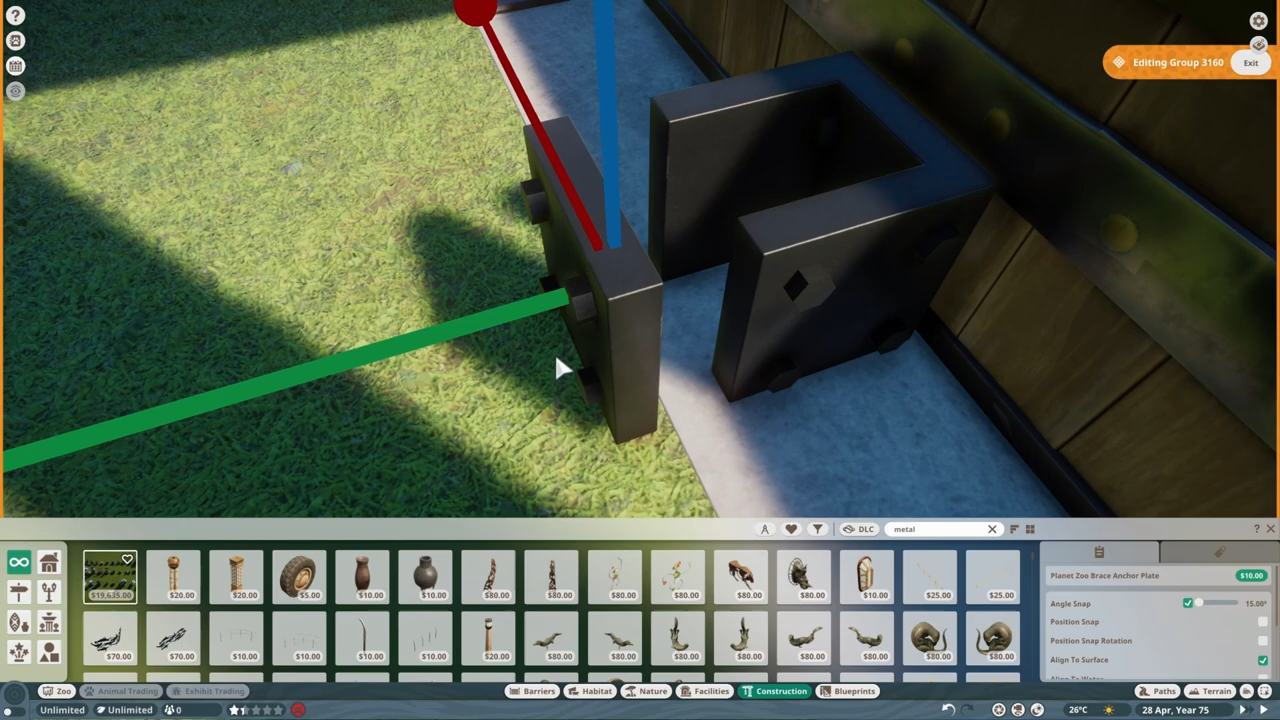 ?
Editing Group 3160
Exit
DLC
metal
?
$19,635.00
$20.00
$20.00
$5.00
$10.00
$10.00
$80.00
$80.00
$80.00
$80.00
$80.00
$80.00
$10.00
$25.00
$25.00
$70.00
$70.00
$10.00
$10.00
$10.00
$10.00
$20.00
$80.00
$80.00
$80.00
$80.00
$80.00
$80.00
$80.00
$80.00
Planet Zoo Brace Anchor Plate
$10.00
Angle Snap
15.00°
Position Snap
Position Snap Rotation
Align To Surface
Zoo
Animal Trading
Exhibit Trading
Barriers
Habitat
Nature
Facilities
Construction
Blueprints
Paths
Terrain
Unlimited
Unlimited
0
26°C
28 Apr, Year 75